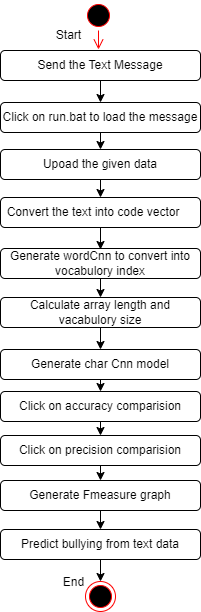 Start
Send the Text Message
Click on run.bat to load the message
Upoad the given data
Convert the text into code vector
Generate wordCnn to convert into
vocabulory index
Calculate array length and
vacabulory size
Generate char Cnn model
Click on accuracy comparision
Click on precision comparision
Generate Fmeasure graph
Predict bullying from text data
End